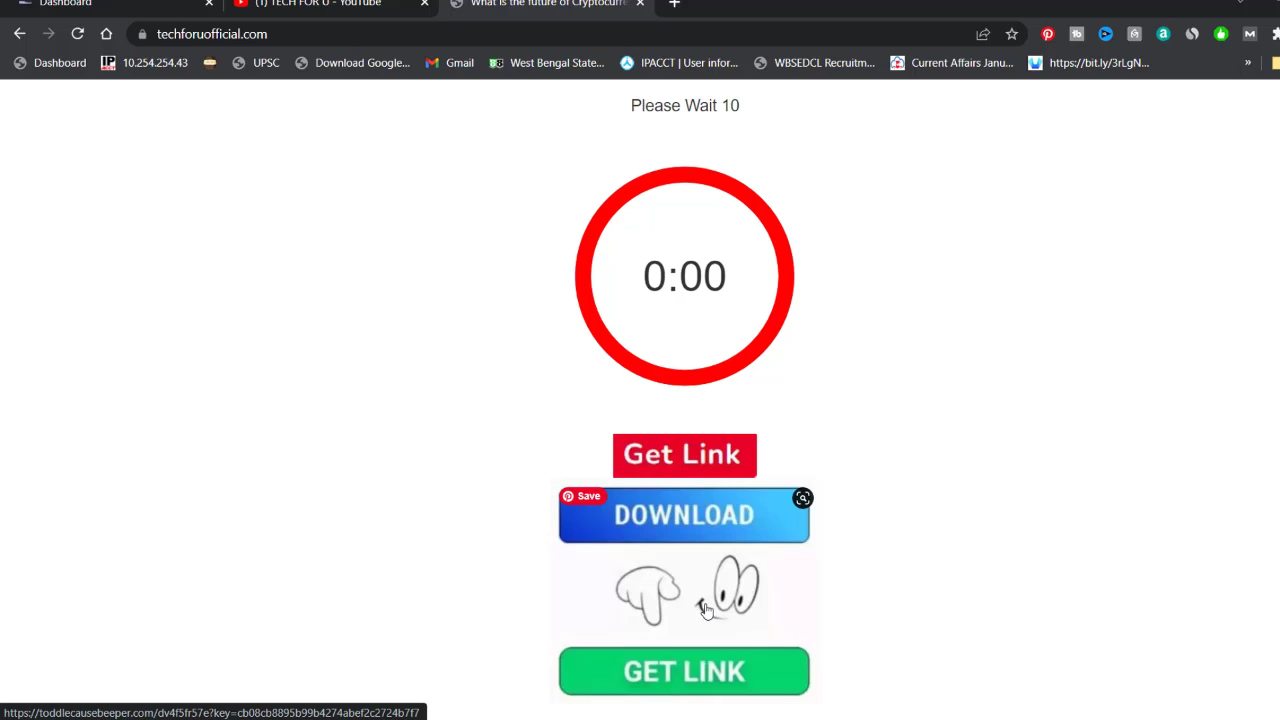 Dashboard
(1) TECH FOR U - YouTube
What is the future of Cryptocurre
techforuofficial.com
Dashboard
10.254.254.43
UPSC
Download Google...
Gmail
West Bengal State...
IPACCT | User infor...
WBSEDCL Recruitm...
Current Affairs Janu...
https://bit.ly/3rLgN...
Please Wait 10
0:00
Get Link
Save
DOWNLOAD
GET LINK
https://toddlecausebeeper.com/dv4f5fr57e?key=cb08cb8895b99b4274abef2c2724b7f7